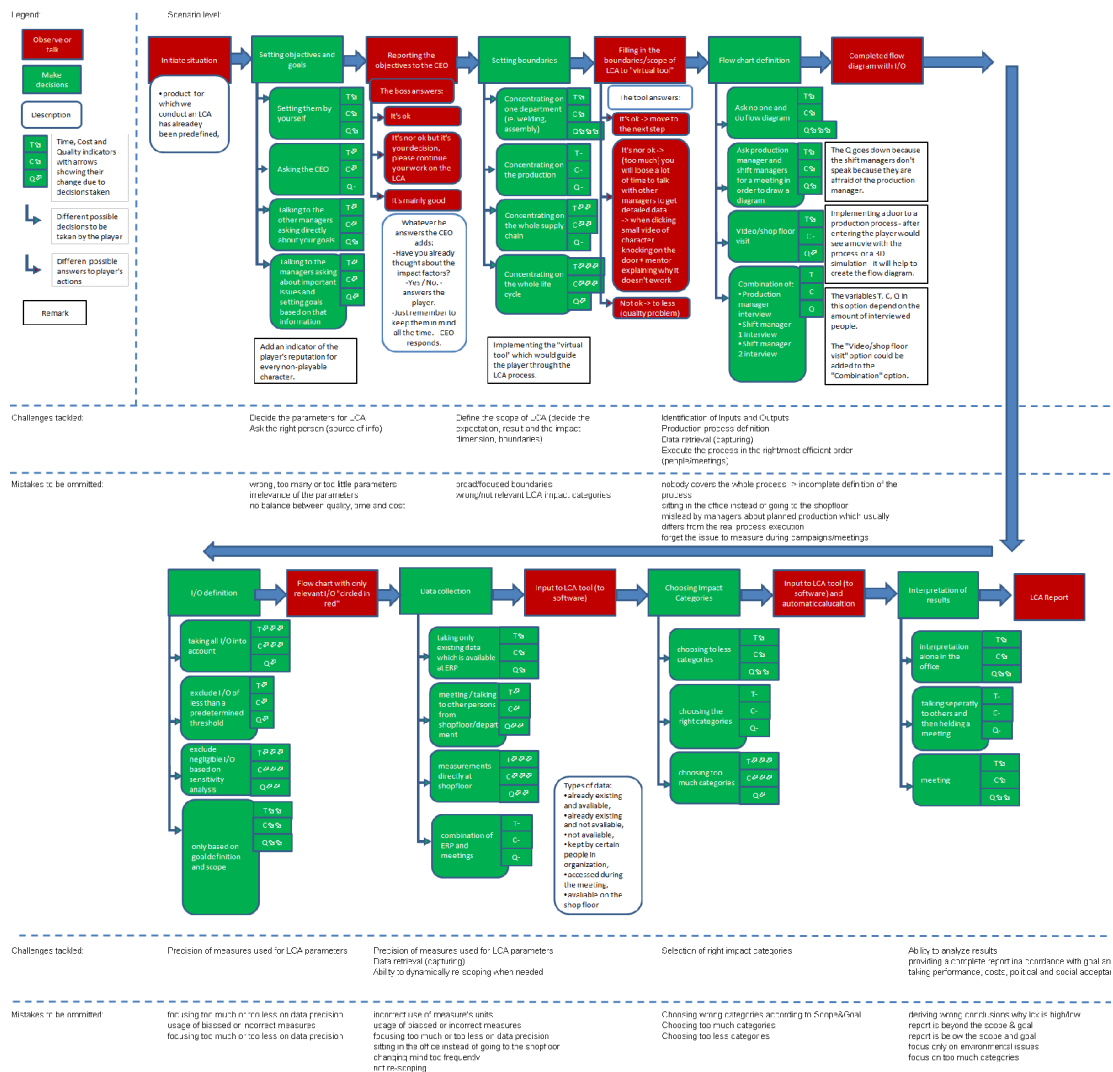 Legend:
Scenario level:
Observe or
talk
Make
decisions
Description
T⇘
C⇘
Q⇗
Time, Cost and
Quality indicators
with arrows
showing their
change due to
decisions taken
Different possible
decisions to
be taken by the
player
Differen possible
answers to player's
actions
Remark
Initiate situation
• product for
which we
conduct an LCA
has alreadey
been predefined,
Setting objectives and
goals
Setting them by
yourself
T⇘
C⇘
Q⇘
Asking the CEO
T⇗
C⇗
Q-
Talking to the
other managers
asking directly
about your goals
T⇗
C⇗
Q⇘
Talking to the
managers asking
about important
issues and
setting goals
based on that
information
T⇗
C⇗
Q⇗
Add an indicator of
the player's reputation for
every non-playable
character.
Reporting the
objectives to the CEO
The boss answers:
It's ok
It's nor ok but it's
your decision,
please continue
your work on the
LCA
It's mainly good
Whatever he
answers the CEO
adds:
-Have you already
thought about the
impact factors?
-Yes / No. -
answers the
player.
-Just remember to
keep them in mind
all the time. - CEO
responds.
Setting boundaries
Concentrating on
one department
(ie. welding,
assembly)
T⇘
C⇘
Q⇘⇘⇘
Concentrating on
the production
T-
C-
Q-
Concentrating on
the whole supply
chain
T⇗⇗
C⇗⇗
Q-
Concentrating on
the whole life
cycle
T⇗⇗⇗
C⇗⇗⇗
Q⇗
Implementing the "virtual
tool" which would guide
the player through the
LCA process.
Filling in the
boundaries/scope of
LCA to "virtual tool"
The tool answers:
It's ok -> move to
the next step
It's nor ok ->
(too much) you
will loose a lot
of time to talk
with other
managers to get
detailed data
-> when clicking
small video of
character
knocking on the
door + mentor
explaining why it
doesn't ework
Not ok -> to less
(quality problem)
Flow chart definition
Ask no one and
do flow diagram
T⇘
C⇘
Q⇘⇘⇘
Ask production
manager and
shift managers
for a meeting in
order to draw a
diagram
T⇗
C⇗
Q⇘
Video/shop floor
visit
T⇘
C-
Q⇗
Combination of:
• Production
manager
interview
• Shift manager
1 interview
• Shift manager
2 interview
T
C
Q
Completed flow
diagram with I/O
The Q goes down because
the shift managers don't
speak because they are
afraid of the production
manager.
Implementing a door to a
production process - after
entering the player would
see a movie with the
process or a 3D
simulation - it will help to
create the flow diagram.
The variables T, C, Q in
this option depend on the
amount of interviewed
people.
The "Video/shop floor
visit" option could be
added to the
"Combination" option.
Challenges tackled:
Decide the parameters for LCA
Ask the right person (source of info)
Define the scope of LCA (decide the
expectation, result and the impact
dimension, boundaries)
Identification of Inputs and Outputs
Production process definition
Data retrieval (capturing)
Execute the process in the right/most efficient order
(people/meetings)
Mistakes to be ommitted:
wrong, too many or too little parameters
irrelevance of the parameters
no balance between quality, time and cost
broad/focused boundaries
wrong/not relevant LCA impact categories
nobody covers the whole process -> incomplete definition of the
process
sitting in the office instead of going to the shopfloor
mislead by managers about planned production which usually
differs from the real process execution
forget the issue to measure during campaigns/meetings
I/O definition
taking all I/O into
account
T⇗⇗⇗
C⇗⇗⇗
Q⇗
exclude I/O of
less than a
predetermined
threshold
T⇗
C⇗
Q⇗
exclude
negligible I/O
based on
sensitivity
analysis
T⇗⇗⇗
C⇗⇗⇗
Q⇗⇗
only based on
goal definition
and scope
T⇘⇘
C⇘⇘
Q⇘⇘
Flow chart with only
relevant I/O "circled in
red"
Data collection
taking only
existing data
which is available
at ERP
T⇘
C⇘
Q⇘
meeting / talking
to other persons
from
shopfloor/depart
ment
T⇗
C⇗
Q⇗⇗
measurements
directly at
shopfloor
T⇗⇗⇗
C⇗⇗⇗
Q⇗⇗
combination of
ERP and
meetings
T-
C-
Q-
Input to LCA tool (to
software)
Types of data:
• already existing
and avaliable,
• already existing
and not available,
• not available,
• kept by certain
people in
organization,
• accessed during
the meeting,
• avaliable on the
shop floor
Choosing Impact
Categories
choosing to less
categories
T⇘
C⇘
Q⇘⇘
choosing the
right categories
T-
C-
Q-
choosing too
much categories
T⇗⇗⇗
C⇗⇗⇗
Q⇗
Input to LCA tool (to
software) and
automaticalucaltion
Interpretation of
results
interpretation
alone in the
office
T⇘
C⇘
Q⇘⇘⇘
talking seperatly
to others and
then helding a
meeting
T-
C-
Q-
meeting
T⇘
C⇘
Q⇘⇘
LCA Report
Challenges tackled:
Precision of measures used for LCA parameters
Precision of measures used for LCA parameters
Data retrieval (capturing)
Ability to dynamically re-scoping when needed
Selection of right impact categories
Ability to analyze results
providing a complete report ina ccordance with goal an
taking performance, costs, political and social acceptar
Mistakes to be ommitted:
focusing too much or too less on data precision
usage of biassed or incorrect measures
focusing too much or too less on data precision
incorrect use of measure's units
usage of biassed or incorrect measures
focusing too much or too less on data precision
sitting in the office instead of going to the shopfloor
changing mind too frequently
not re-scoping
Choosing wrong categories according to Scope&Goal
Choosing too much categories
Choosing too less categories
deriving wrong conclusions why lcx is high/low
report is beyond the scope & goal
report is below the scope and goal
focus only on environmental issues
focus on too much categories